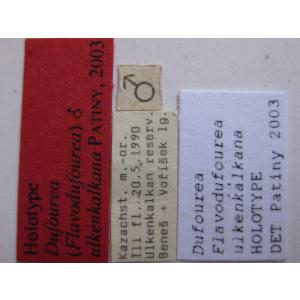 Holotype
Dufourea
(Flavodufourea) ♂
ulkenkalkana PATINY, 2003
♂
Kazachst. m.-or.
Ili fl. 20.5. 1990
Ulkenkalkan reserv.
Beneš + Voříšek lg.
Dufourea
Flavodufourea
ulkenkalkana
HOLOTYPE
DET Patiny 2003